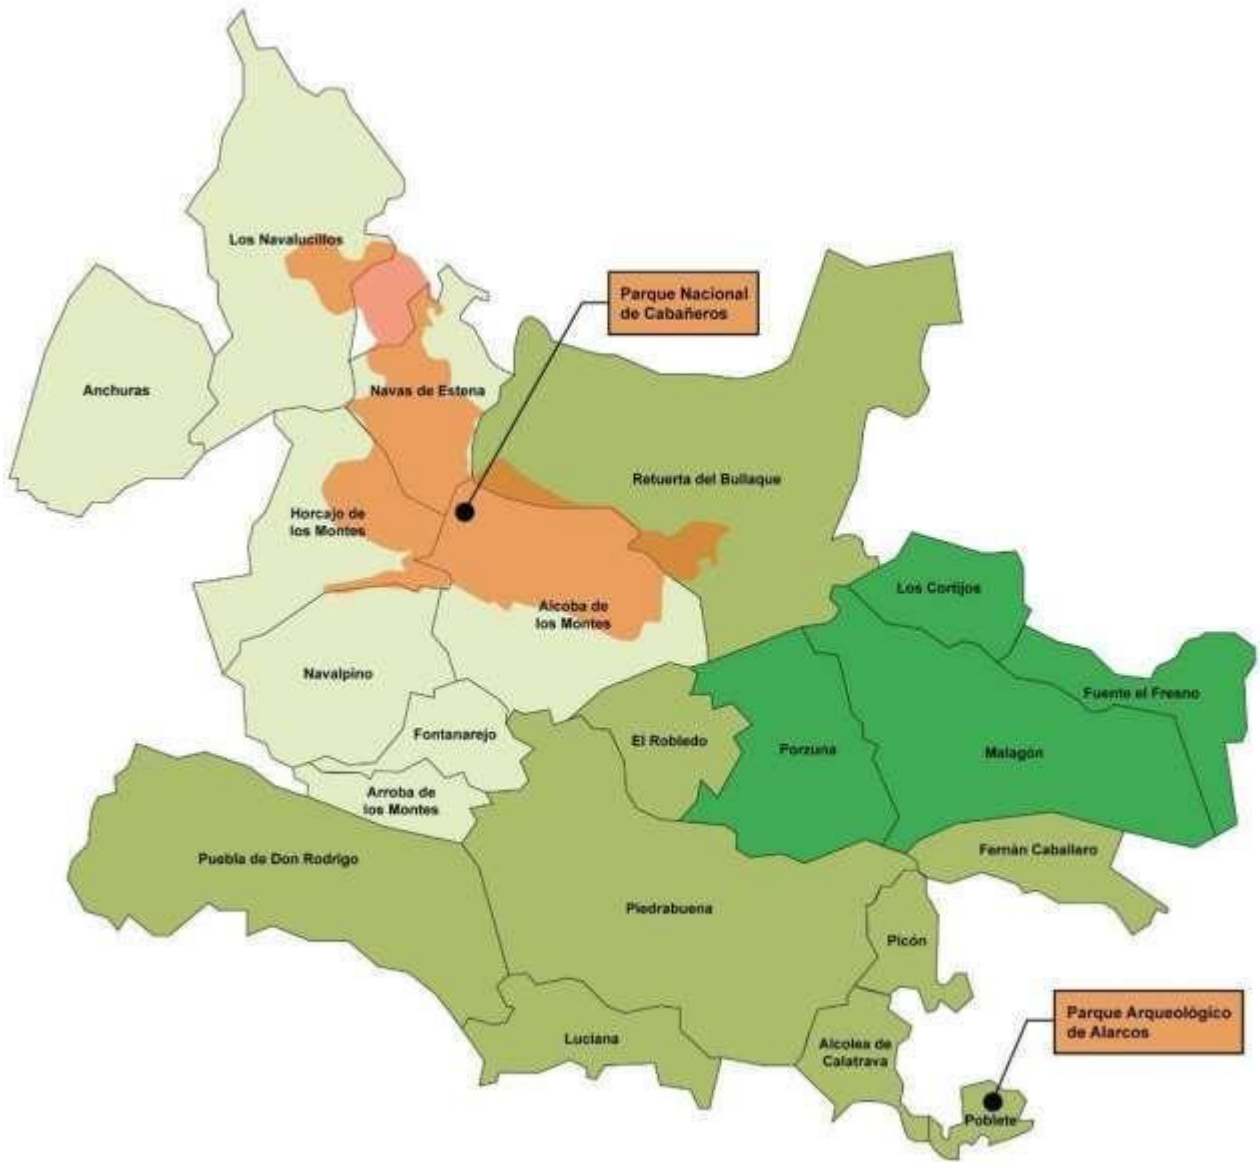 Los Navalucillos
Parque Nacional
de Cabañeros
Anchuras
Navas de Estena
Retuerta del Bullaque
Horcajo de
los Montes
Los Cortijos
Alcoba de
los Montes
Navalpino
Fuente el Fresno
Fontanarejo
El Robledo
Porzuna
Malagón
Arroba de
los Montes
Puebla de Don Rodrigo
Fernán Caballero
Piedrabuena
Picón
Parque Arqueológico
de Alarcos
Luciana
Alcolea de
Calatrava
Poblete